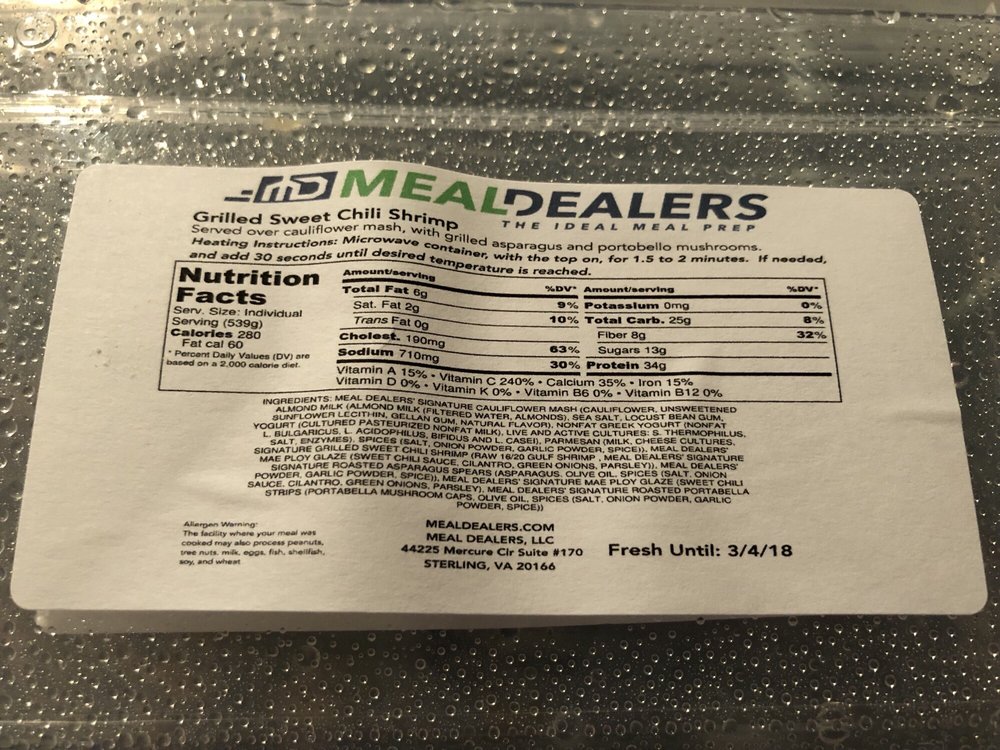 MD MEALDEALERS
THE IDEAL MEAL PREP
Grilled Sweet Chili Shrimp
Served over cauliflower mash, with grilled asparagus and portobello mushrooms.
Heating Instructions: Microwave container, with the top on, for 1.5 to 2 minutes. If needed,
and add 30 seconds until desired temperature is reached.
Nutrition
Facts
Serv. Size: Individual
Serving (539g)
Calories 280
Fat cal 60
* Percent Daily Values (DV) are
based on a 2,000 calorie diet.
Amount/serving %DV*
Total Fat 6g 9%
Sat. Fat 2g 10%
Trans Fat 0g
Cholest. 190mg 63%
Sodium 710mg 30%
Amount/serving %DV*
Potassium 0mg 0%
Total Carb. 25g 8%
Fiber 8g 32%
Sugars 13g
Protein 34g
Vitamin A 15% • Vitamin C 240% • Calcium 35% • Iron 15%
Vitamin D 0% • Vitamin K 0% • Vitamin B6 0% • Vitamin B12 0%
INGREDIENTS: MEAL DEALERS' SIGNATURE CAULIFLOWER MASH (CAULIFLOWER, UNSWEETENED
ALMOND MILK (ALMOND MILK (FILTERED WATER, ALMONDS), SEA SALT, LOCUST BEAN GUM,
SUNFLOWER LECITHIN, GELLAN GUM, NATURAL FLAVOR), NONFAT GREEK YOGURT (NONFAT
YOGURT (CULTURED PASTEURIZED NONFAT MILK), LIVE AND ACTIVE CULTURES: S. THERMOPHILUS,
L. BULGARICUS, L. ACIDOPHILUS, BIFIDUS AND L. CASEI), PARMESAN (MILK, CHEESE CULTURES,
SALT, ENZYMES), SPICES (SALT, ONION POWDER, GARLIC POWDER, SPICE)), MEAL DEALERS'
SIGNATURE GRILLED SWEET CHILI SHRIMP (RAW 16/20 GULF SHRIMP , MEAL DEALERS' SIGNATURE
MAE PLOY GLAZE (SWEET CHILI SAUCE, CILANTRO, GREEN ONIONS, PARSLEY)), MEAL DEALERS'
SIGNATURE ROASTED ASPARAGUS SPEARS (ASPARAGUS, OLIVE OIL, SPICES (SALT, ONION
POWDER, GARLIC POWDER, SPICE)), MEAL DEALERS' SIGNATURE MAE PLOY GLAZE (SWEET CHILI
SAUCE, CILANTRO, GREEN ONIONS, PARSLEY), MEAL DEALERS' SIGNATURE ROASTED PORTABELLA
STRIPS (PORTABELLA MUSHROOM CAPS, OLIVE OIL, SPICES (SALT, ONION POWDER, GARLIC
POWDER, SPICE))
Allergen Warning:
The facility where your meal was
cooked may also process peanuts,
tree nuts, milk, eggs, fish, shellfish,
soy, and wheat
MEALDEALERS.COM
MEAL DEALERS, LLC
44225 Mercure Cir Suite #170
STERLING, VA 20166
Fresh Until: 3/4/18